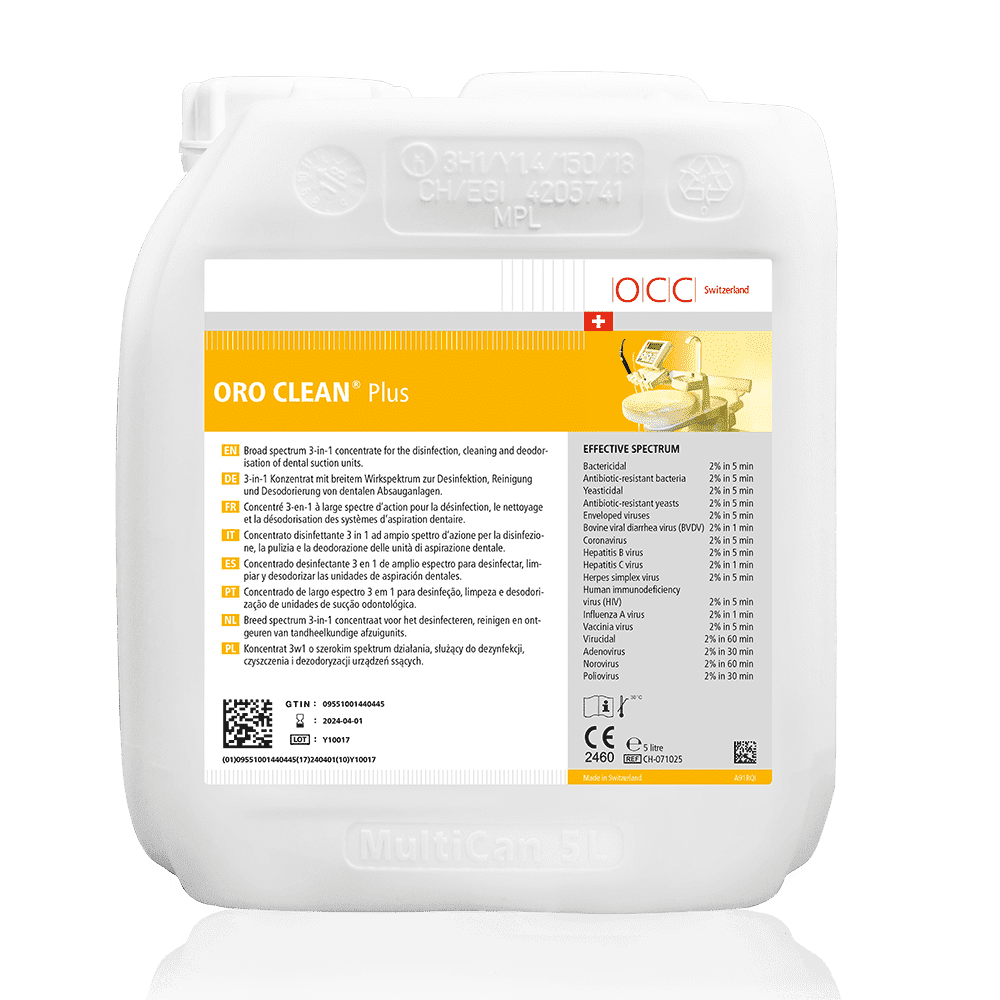 3H1/Y1,4/150/18
CH/EGI 4205741
MPL
OCC Switzerland
ORO CLEAN® Plus
EN Broad spectrum 3-in-1 concentrate for the disinfection, cleaning and deodor-
isation of dental suction units.
DE 3-in-1 Konzentrat mit breitem Wirkspektrum zur Desinfektion, Reinigung
und Desodorierung von dentalen Absauganlagen.
FR Concentré 3-en-1 à large spectre d’action pour la désinfection, le nettoyage
et la désodorisation des systèmes d’aspiration dentaire.
IT Concentrato disinfettante 3 in 1 ad ampio spettro d’azione per la disinfezio-
ne, la pulizia e la deodorazione delle unità di aspirazione dentale.
ES Concentrado desinfectante 3 en 1 de amplio espectro para desinfectar, lim-
piar y desodorizar las unidades de aspiración dentales.
PT Concentrado de largo espectro 3 em 1 para desinfeção, limpeza e desodori-
zação de unidades de sucção odontológica.
NL Breed spectrum 3-in-1 concentraat voor het desinfecteren, reinigen en ont-
geuren van tandheelkundige afzuigunits.
PL Koncentrat 3w1 o szerokim spektrum działania, służący do dezynfekcji,
czyszczenia i dezodoryzacji urządzeń ssących.
GTIN : 09551001440445
: 2024-04-01
LOT : Y10017
(01)09551001440445(17)240401(10)Y10017
EFFECTIVE SPECTRUM
Bactericidal 2% in 5 min
Antibiotic-resistant bacteria 2% in 5 min
Yeasticidal 2% in 5 min
Antibiotic-resistant yeasts 2% in 5 min
Enveloped viruses 2% in 5 min
Bovine viral diarrhea virus (BVDV) 2% in 1 min
Coronavirus 2% in 5 min
Hepatitis B virus 2% in 5 min
Hepatitis C virus 2% in 1 min
Herpes simplex virus 2% in 5 min
Human immunodeficiency
virus (HIV) 2% in 5 min
Influenza A virus 2% in 1 min
Vaccinia virus 2% in 5 min
Virucidal 2% in 60 min
Adenovirus 2% in 30 min
Norovirus 2% in 60 min
Poliovirus 2% in 30 min
30 °C
CE
2460
e 5 litre
REF CH-071025
Made in Switzerland
MultiCan 5L